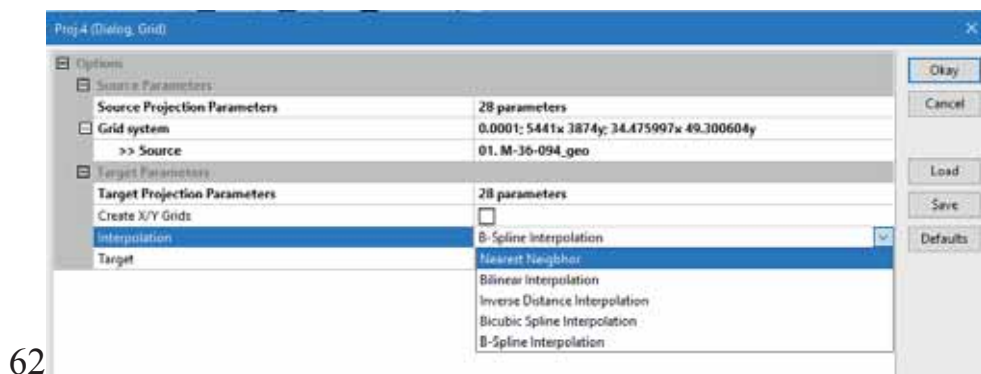 Proj.4 (Dialog, Grid)
Options
Source Parameters
Source Projection Parameters 28 parameters
Grid system 0.0001; 5441x 3874y; 34.475997x 49.300604y
>> Source 01. M-36-094_geo
Target Parameters
Target Projection Parameters 28 parameters
Create X/Y Grids
Interpolation B-Spline Interpolation
Target Nearest Neigbhor
Bilinear Interpolation
Inverse Distance Interpolation
Bicubic Spline Interpolation
B-Spline Interpolation
Okay
Cancel
Load
Save
Defaults
62